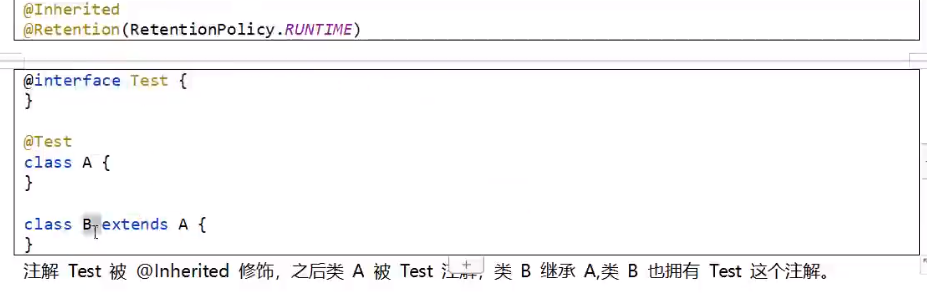 @Inherited
@Retention(RetentionPolicy.RUNTIME)
@interface Test {
}
@Test
class A {
}
class B extends A {
}
注解 Test 被 @Inherited 修饰，之后类 A 被 Test 注解，类 B 继承 A,类 B 也拥有 Test 这个注解。